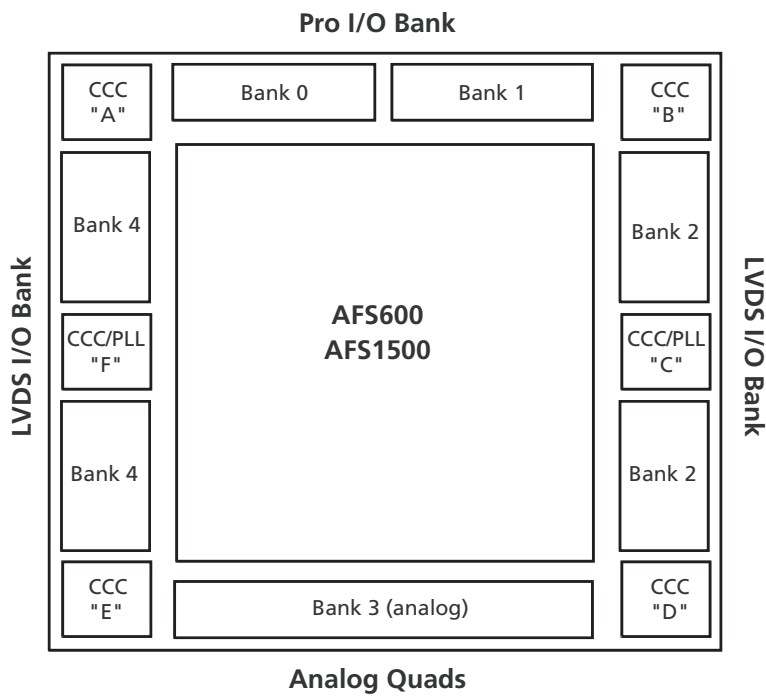 Pro I/O Bank
CCC
"A"
Bank 0
Bank 1
CCC
"B"
Bank 4
Bank 2
LVDS I/O Bank
AFS600
AFS1500
LVDS I/O Bank
CCC/PLL
"F"
CCC/PLL
"C"
Bank 4
Bank 2
CCC
"E"
Bank 3 (analog)
CCC
"D"
Analog Quads